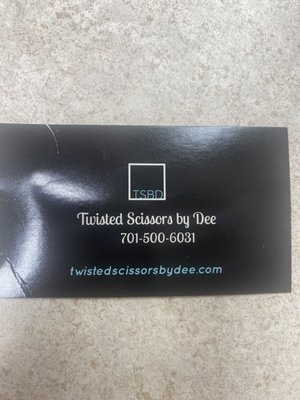 TSBD
Twisted Scissors by Dee
701-500-6031
twistedscissorsbydee.com